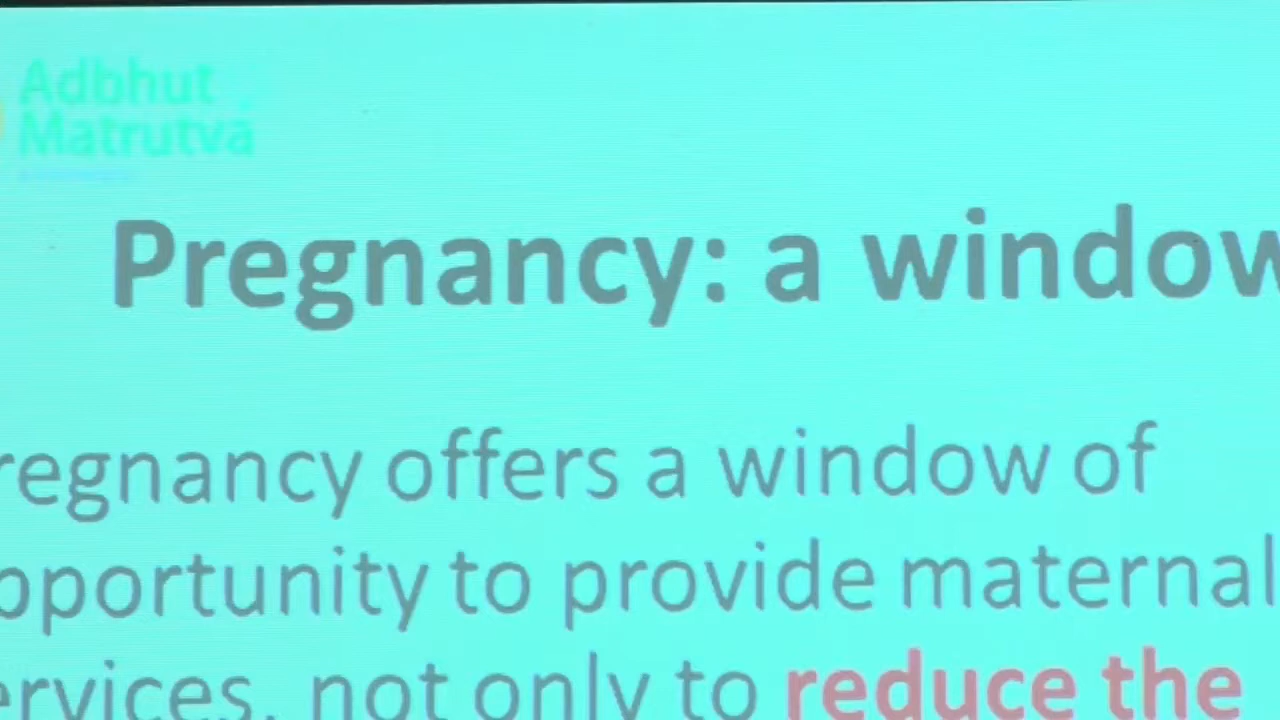 Adbhut
Matrutva
Pregnancy: a window
regnancy offers a window of
pportunity to provide maternal
ervices, not only to reduce the